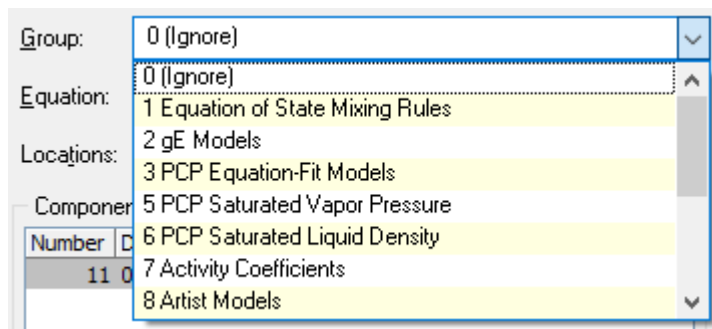 Group: 0 (Ignore)
0 (Ignore)
Equation:
1 Equation of State Mixing Rules
2 gE Models
Locations:
3 PCP Equation-Fit Models
Componer 5 PCP Saturated Vapor Pressure
Number D 6 PCP Saturated Liquid Density
11 0 7 Activity Coefficients
8 Artist Models